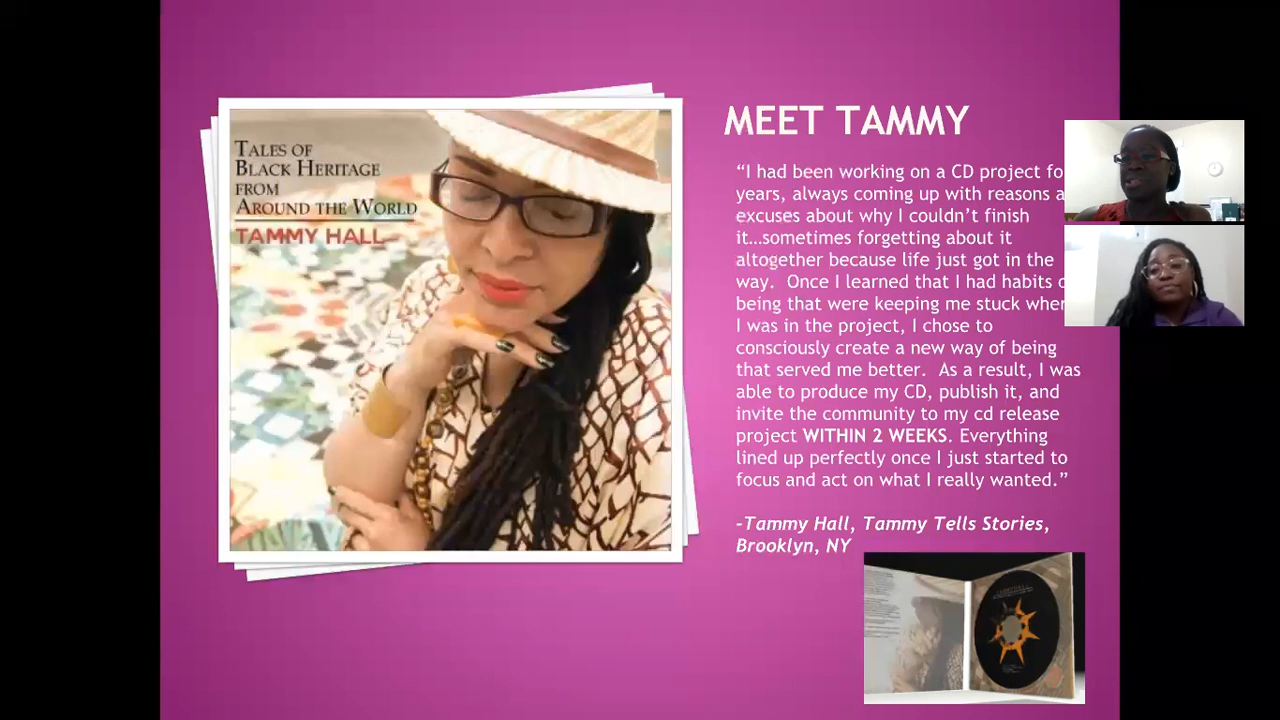 TALES OF
BLACK HERITAGE
FROM
AROUND THE WORLD
TAMMY HALL
MEET TAMMY
“I had been working on a CD project fo
years, always coming up with reasons a
excuses about why I couldn’t finish
it…sometimes forgetting about it
altogether because life just got in the
way. Once I learned that I had habits
being that were keeping me stuck wher
I was in the project, I chose to
consciously create a new way of being
that served me better. As a result, I was
able to produce my CD, publish it, and
invite the community to my cd release
project WITHIN 2 WEEKS. Everything
lined up perfectly once I just started to
focus and act on what I really wanted.”
-Tammy Hall, Tammy Tells Stories,
Brooklyn, NY